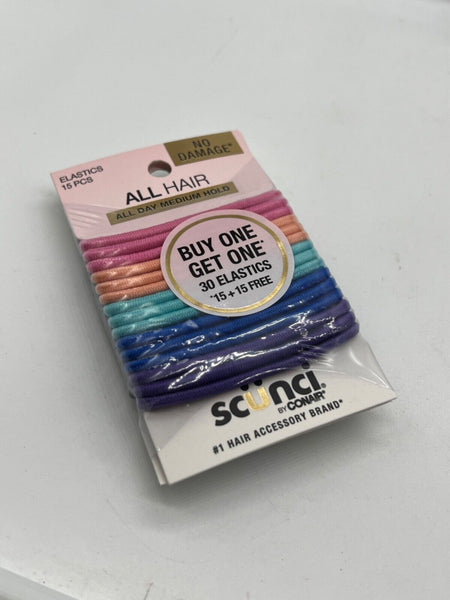 ELASTICS
15 PCS
NO
DAMAGE*
ALL HAIR
ALL DAY MEDIUM HOLD
BUY ONE
GET ONE*
30 ELASTICS
*15 + 15 FREE
scünci
BY CONAIR®
#1 HAIR ACCESSORY BRAND*